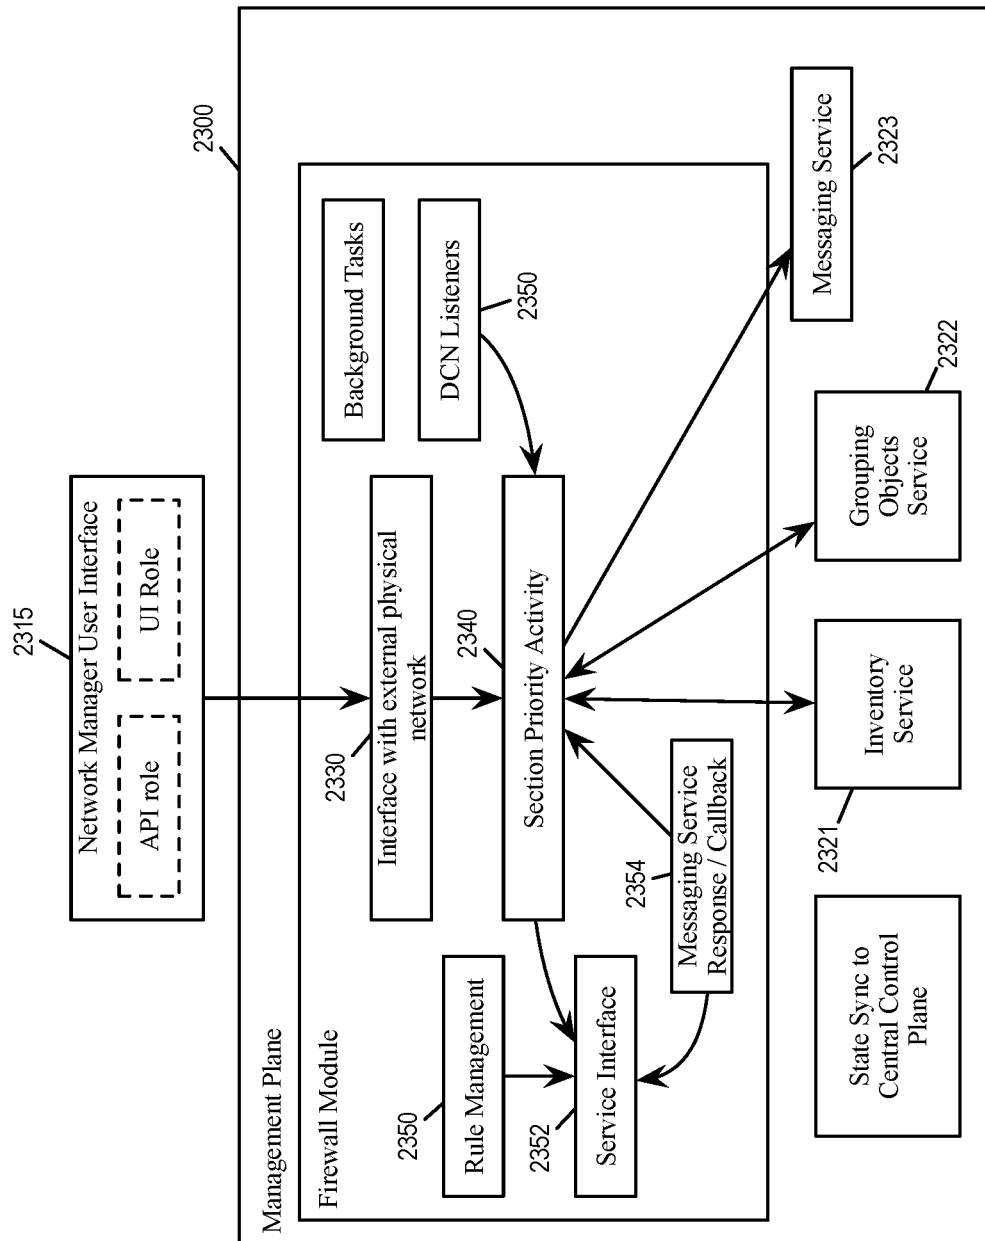 2315
Network Manager User Interface
API role
UI Role
2300
Management Plane
Firewall Module
2330
Interface with external physical
network
Background Tasks
DCN Listeners
2350
2350
Rule Management
2340
Section Priority Activity
2352
Service Interface
2354
Messaging Service
Response / Callback
Messaging Service
2323
State Sync to
Central Control
Plane
2321
Inventory
Service
Grouping
Objects
Service
2322